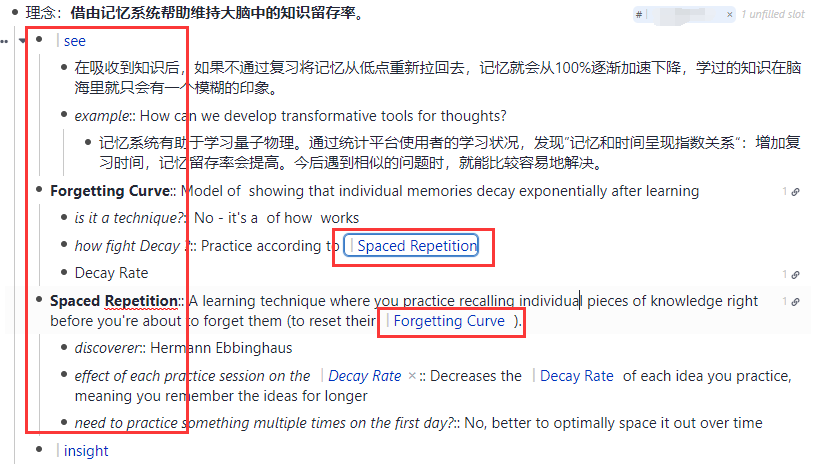 理念：借由记忆系统帮助维持大脑中的知识留存率。
# × 1 unfilled slot
see
在吸收到知识后，如果不通过复习将记忆从低点重新拉回去，记忆就会从100%逐渐加速下降，学过的知识在脑
海里就只会有一个模糊的印象。
example:: How can we develop transformative tools for thoughts?
记忆系统有助于学习量子物理。通过统计平台使用者的学习状况，发现”记忆和时间呈现指数关系“：增加复
习时间，记忆留存率会提高。今后遇到相似的问题时，就能比较容易地解决。
Forgetting Curve:: Model of showing that individual memories decay exponentially after learning 1
is it a technique?:: No - it's a of how works
how fight Decay ?:: Practice according to Spaced Repetition
Decay Rate 1
Spaced Repetition:: A learning technique where you practice recalling individual pieces of knowledge right 1
before you're about to forget them (to reset their Forgetting Curve ).
discoverer:: Hermann Ebbinghaus
effect of each practice session on the Decay Rate ×:: Decreases the Decay Rate of each idea you practice,
meaning you remember the ideas for longer
need to practice something multiple times on the first day?:: No, better to optimally space it out over time
insight